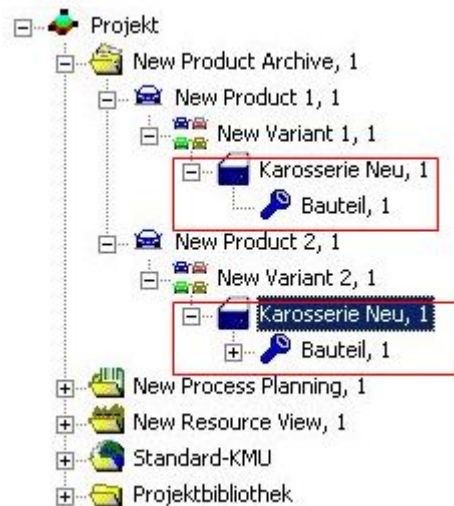 Projekt
New Product Archive, 1
New Product 1, 1
New Variant 1, 1
Karosserie Neu, 1
Bauteil, 1
New Product 2, 1
New Variant 2, 1
Karosserie Neu, 1
Bauteil, 1
New Process Planning, 1
New Resource View, 1
Standard-KMU
Projektbibliothek